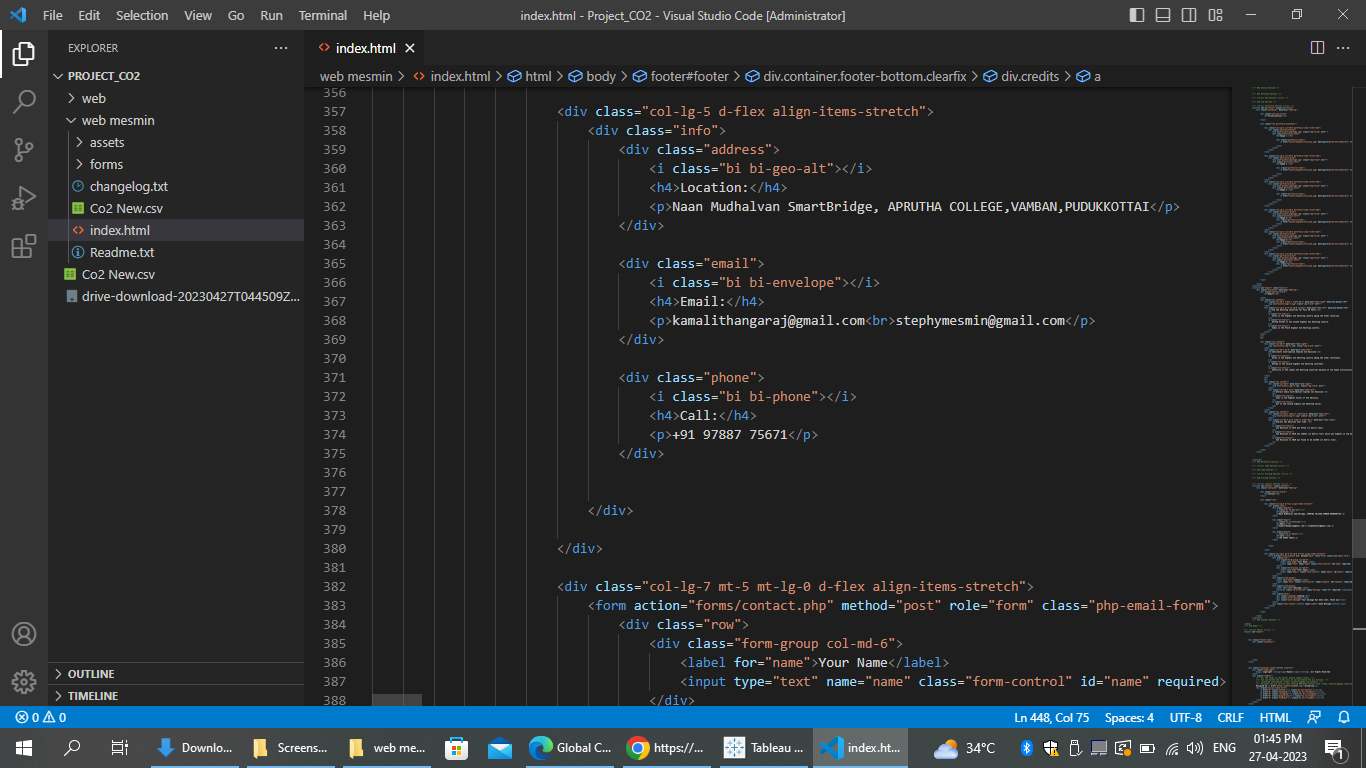 File Edit Selection View Go Run Terminal Help
index.html - Project_CO2 - Visual Studio Code [Administrator]
EXPLORER
PROJECT_CO2
web
web mesmin
assets
forms
changelog.txt
Co2 New.csv
index.html
Readme.txt
Co2 New.csv
drive-download-20230427T044509Z...
OUTLINE
TIMELINE
index.html
web mesmin > index.html > html > body > footer#footer > div.container.footer-bottom.clearfix > div.credits > a
356
357 <div class="col-lg-5 d-flex align-items-stretch">
358 <div class="info">
359 <div class="address">
360 <i class="bi bi-geo-alt"></i>
361 <h4>Location:</h4>
362 <p>Naan Mudhalvan SmartBridge, APRUTHA COLLEGE,VAMBAN,PUDUKKOTTAI</p>
363 </div>
364
365 <div class="email">
366 <i class="bi bi-envelope"></i>
367 <h4>Email:</h4>
368 <p>kamalithangaraj@gmail.com<br>stephymesmin@gmail.com</p>
369 </div>
370
371 <div class="phone">
372 <i class="bi bi-phone"></i>
373 <h4>Call:</h4>
374 <p>+91 97887 75671</p>
375 </div>
376
377
378 </div>
379
380 </div>
381
382 <div class="col-lg-7 mt-5 mt-lg-0 d-flex align-items-stretch">
383 <form action="forms/contact.php" method="post" role="form" class="php-email-form">
384 <div class="row">
385 <div class="form-group col-md-6">
386 <label for="name">Your Name</label>
387 <input type="text" name="name" class="form-control" id="name" required>
388 </div>
0 0
Ln 448, Col 75 Spaces: 4 UTF-8 CRLF HTML
Downlo... Screens... web me... Global C... https://... Tableau ... index.ht... 34°C ENG
01:45 PM
27-04-2023
1